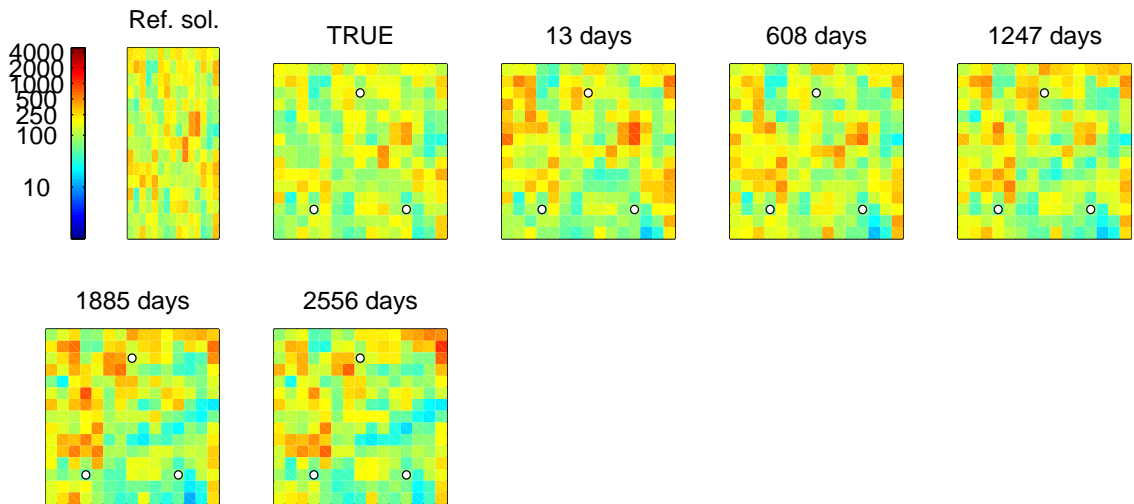 Ref. sol.
TRUE
13 days
608 days
1247 days
4000
2000
1000
500
250
100
10
1885 days
2556 days